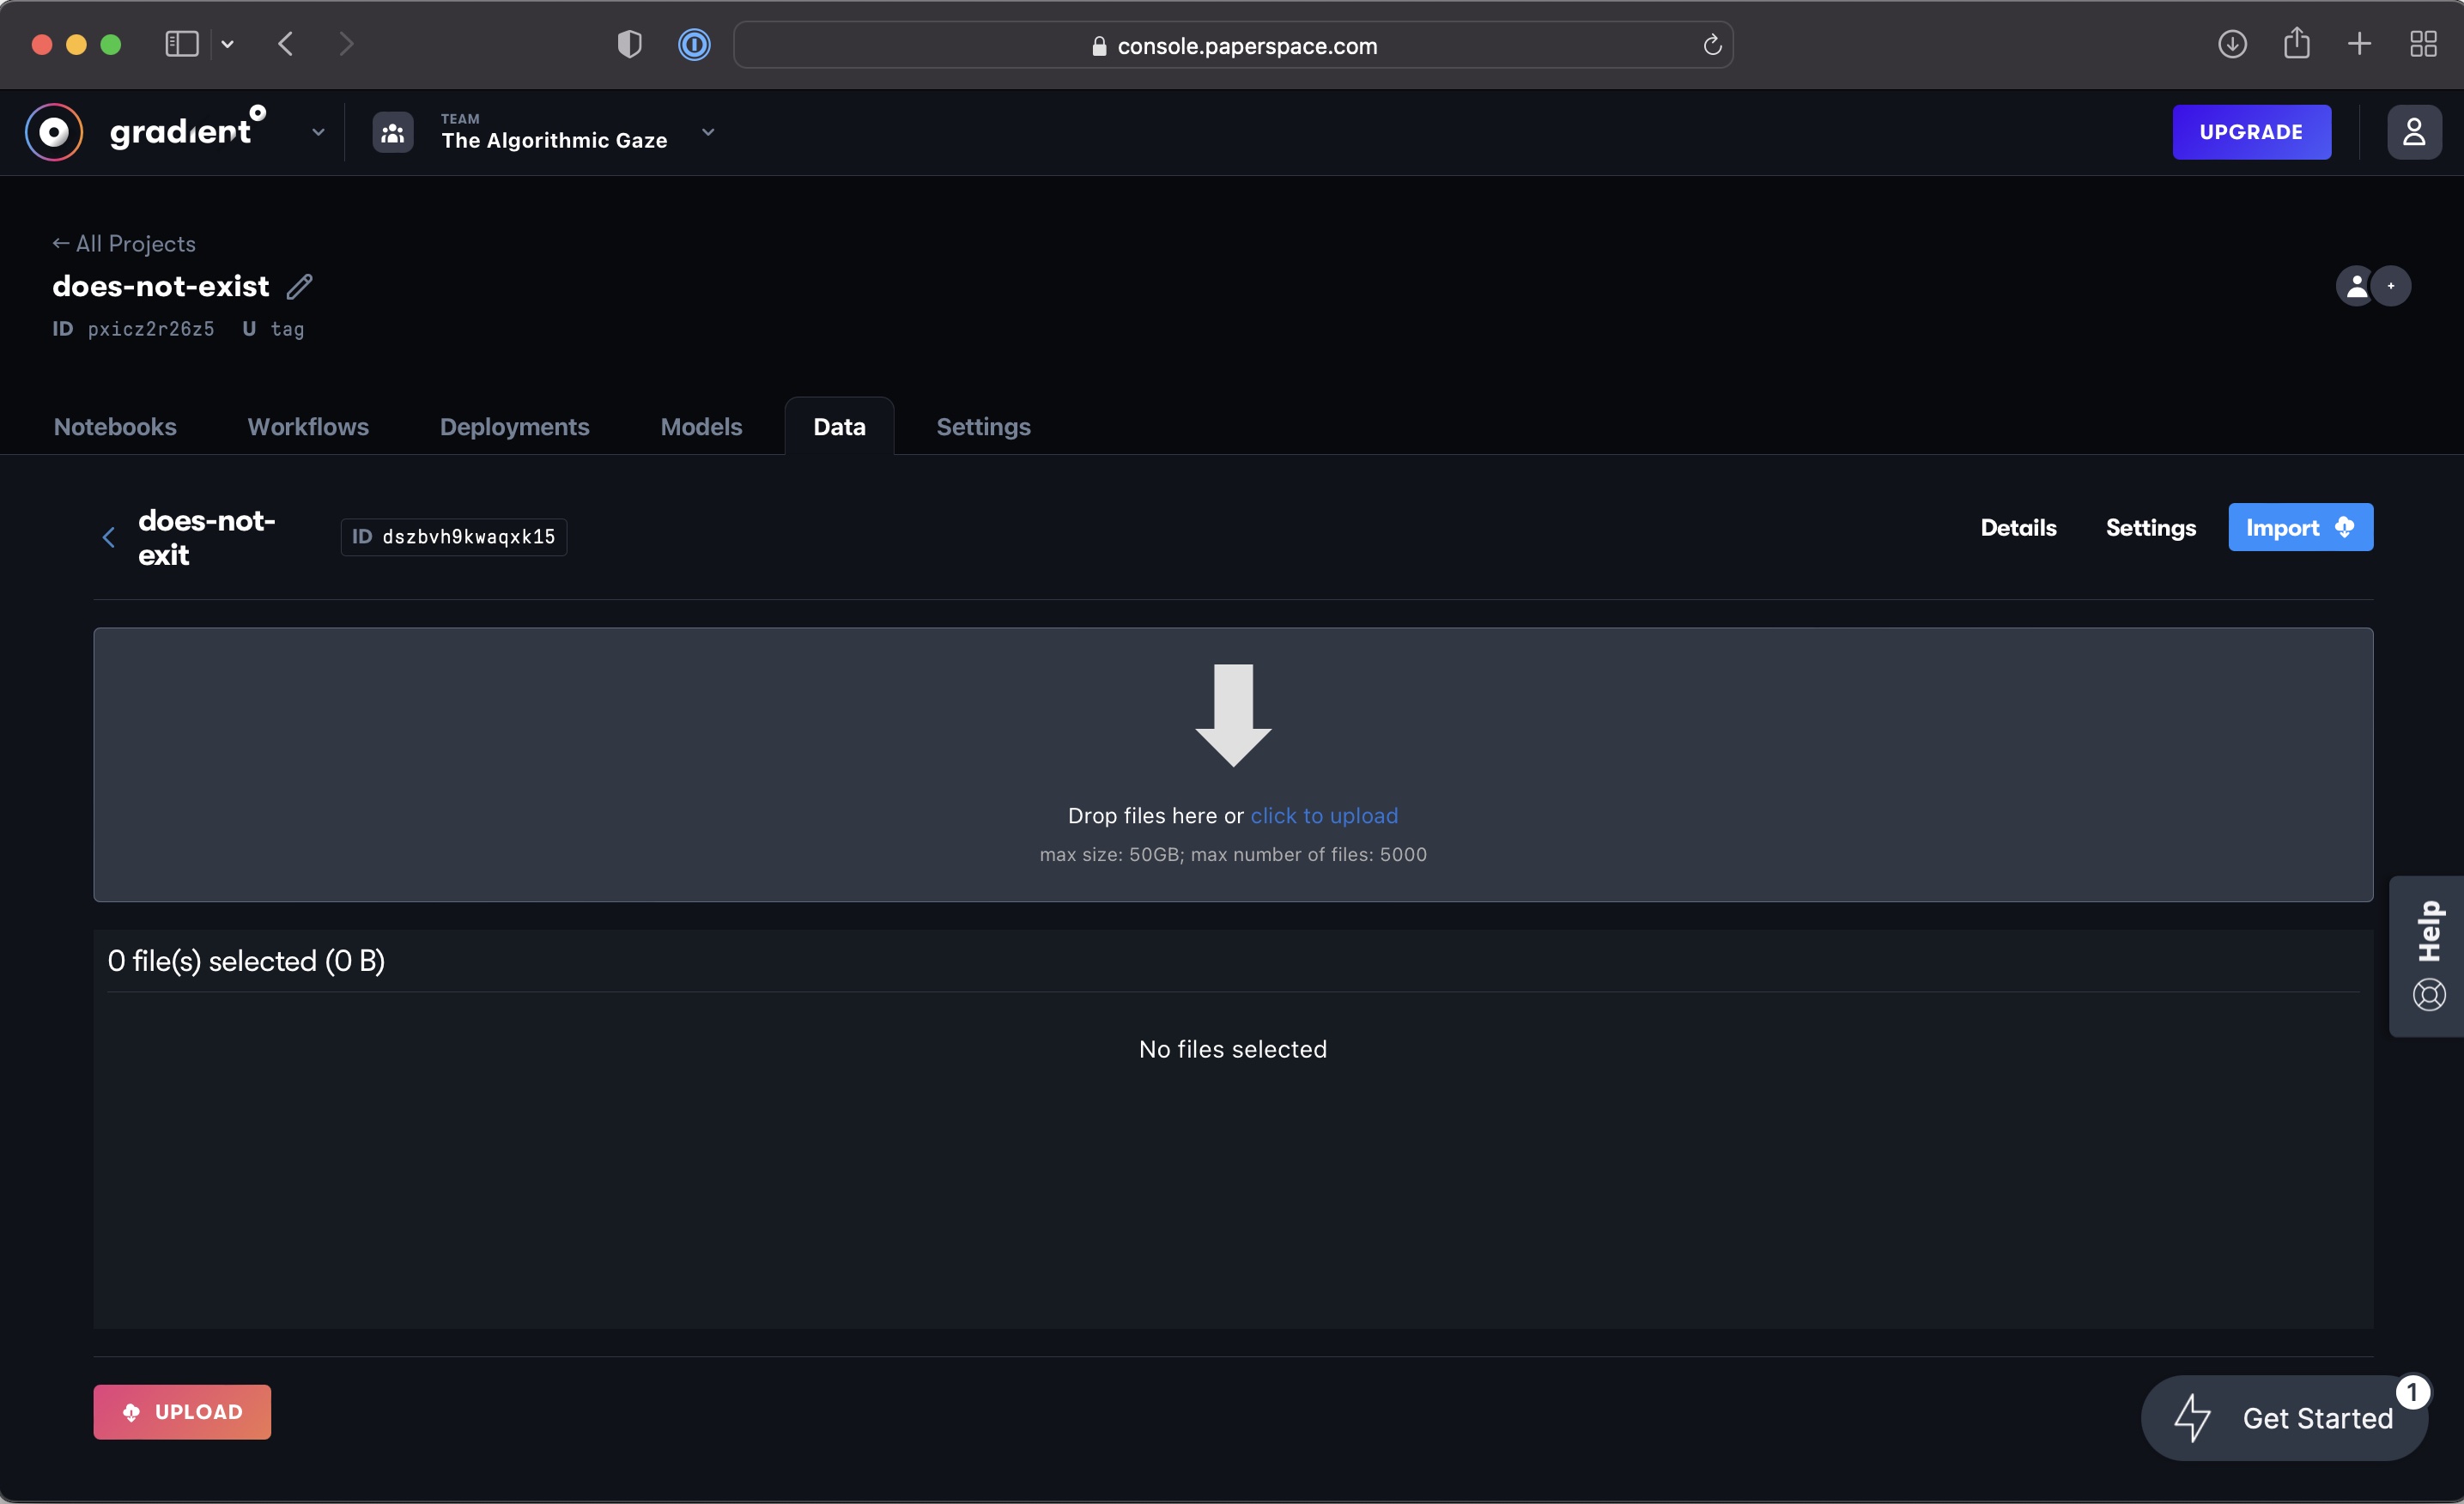 console.paperspace.com
gradient
TEAM
The Algorithmic Gaze
UPGRADE
← All Projects
does-not-exist
ID pxicz2r26z5 U tag
+
Notebooks Workflows Deployments Models Data Settings
does-not-
exit
ID dszbvh9kwaqxk15
Details Settings Import
Drop files here or click to upload
max size: 50GB; max number of files: 5000
Help
0 file(s) selected (0 B)
No files selected
UPLOAD
Get Started
1